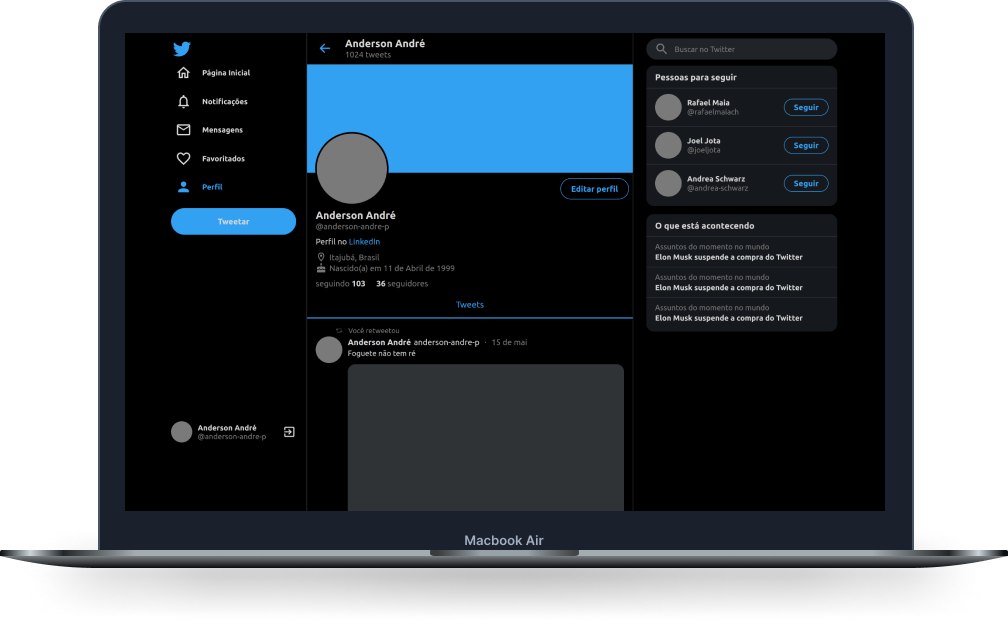 Página Inicial
Notificações
Mensagens
Favoritados
Perfil
Tweetar
Anderson André
@anderson-andre-p
Anderson André
1024 tweets
Editar perfil
Anderson André
@anderson-andre-p
Perfil no LinkedIn
Itajubá, Brasil
Nascido(a) em 11 de Abril de 1999
seguindo 103 36 seguidores
Tweets
Você retweetou
Anderson André anderson-andre-p · 15 de mai
Foguete não tem ré
Buscar no Twitter
Pessoas para seguir
Rafael Maia
@rafaelmaiach
Seguir
Joel Jota
@joeljota
Seguir
Andrea Schwarz
@andrea-schwarz
Seguir
O que está acontecendo
Assuntos do momento no mundo
Elon Musk suspende a compra do Twitter
Assuntos do momento no mundo
Elon Musk suspende a compra do Twitter
Assuntos do momento no mundo
Elon Musk suspende a compra do Twitter
Macbook Air